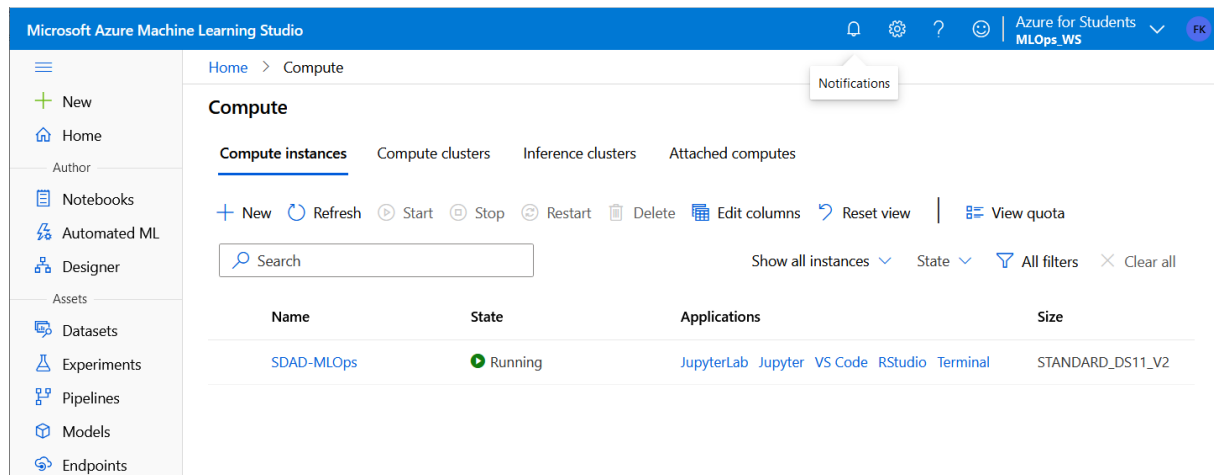 Microsoft Azure Machine Learning Studio
Azure for Students
MLOps_WS
FK
Notifications
Home > Compute
New
Home
Author
Notebooks
Automated ML
Designer
Assets
Datasets
Experiments
Pipelines
Models
Endpoints
Compute
Compute instances Compute clusters Inference clusters Attached computes
New Refresh Start Stop Restart Delete Edit columns Reset view View quota
Search
Show all instances State All filters Clear all
Name State Applications Size
SDAD-MLOps Running JupyterLab Jupyter VS Code RStudio Terminal STANDARD_DS11_V2